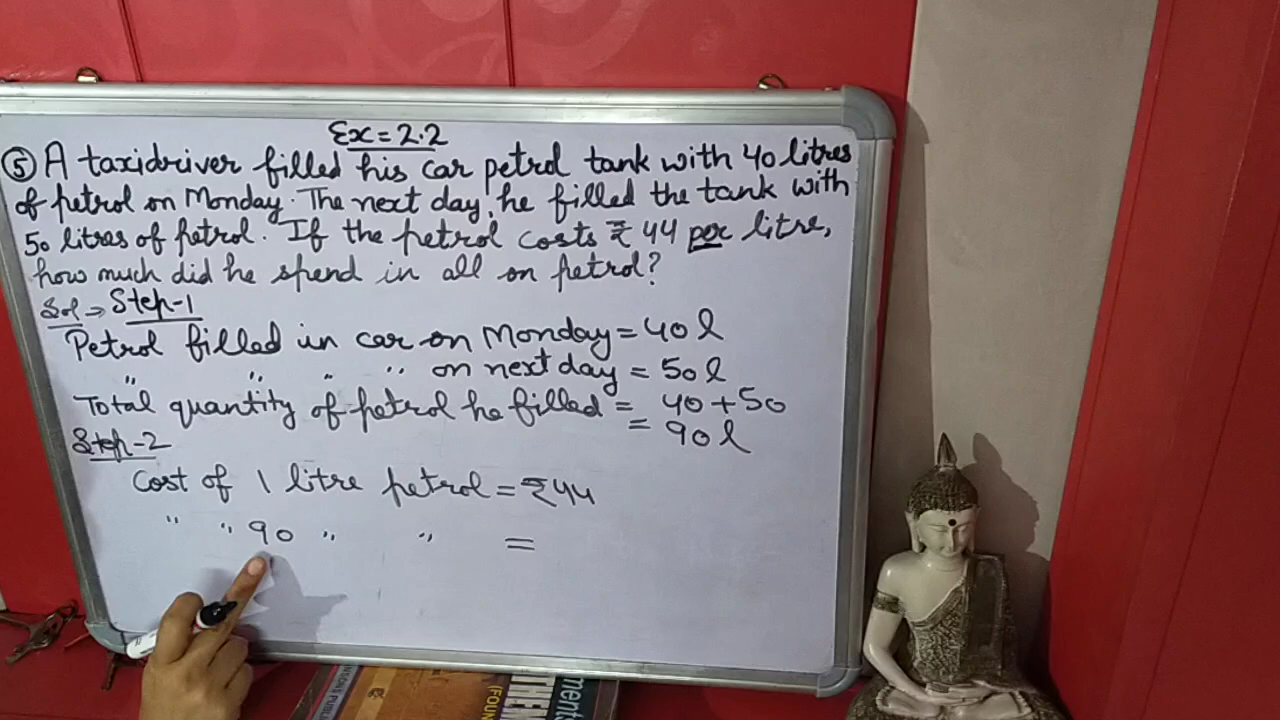 Ex = 2.2
⑤ A taxidriver filled his car petrol tank with 40 litres
of petrol on Monday. The next day, he filled the tank with
50 litres of petrol. If the petrol costs ₹ 44 per litre,
how much did he spend in all on petrol?
Sol → Step-1
Petrol filled in car on Monday = 40 l
" " " " on next day = 50 l
Total quantity of petrol he filled = 40 + 50
= 90 l
Step-2
Cost of 1 litre petrol = ₹44
" " 90 " " =